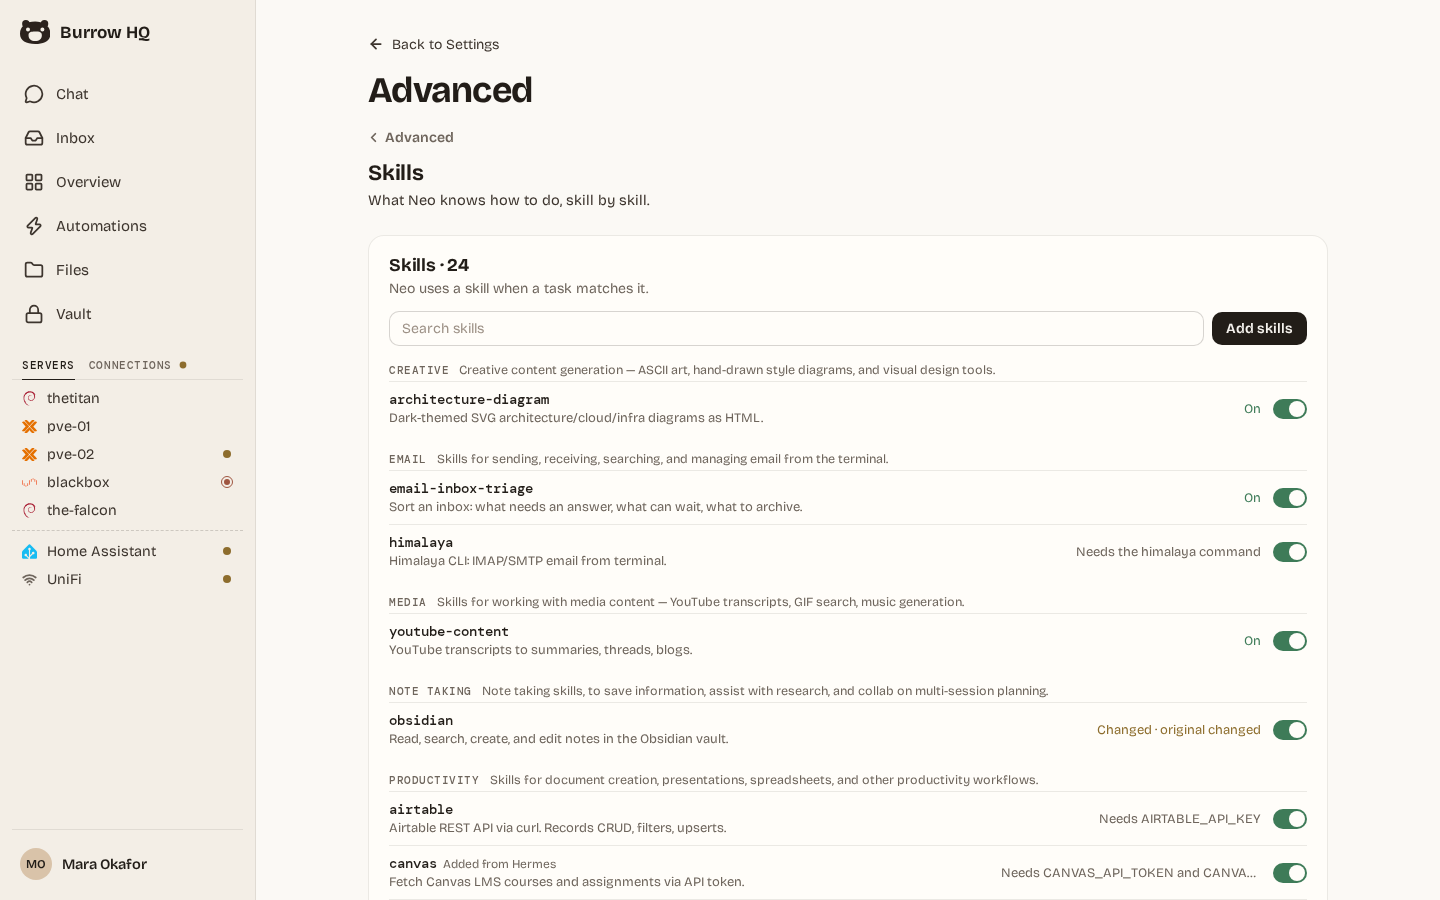 Burrow HQ
Chat
Inbox
Overview
Automations
Files
Vault
SERVERS CONNECTIONS
thetitan
pve-01
pve-02
blackbox
the-falcon
Home Assistant
UniFi
MO Mara Okafor
Back to Settings
Advanced
Advanced
Skills
What Neo knows how to do, skill by skill.
Skills · 24
Neo uses a skill when a task matches it.
Search skills
Add skills
CREATIVE Creative content generation — ASCII art, hand-drawn style diagrams, and visual design tools.
architecture-diagram
Dark-themed SVG architecture/cloud/infra diagrams as HTML.
On
EMAIL Skills for sending, receiving, searching, and managing email from the terminal.
email-inbox-triage
Sort an inbox: what needs an answer, what can wait, what to archive.
On
himalaya
Himalaya CLI: IMAP/SMTP email from terminal.
Needs the himalaya command
MEDIA Skills for working with media content — YouTube transcripts, GIF search, music generation.
youtube-content
YouTube transcripts to summaries, threads, blogs.
On
NOTE TAKING Note taking skills, to save information, assist with research, and collab on multi-session planning.
obsidian
Read, search, create, and edit notes in the Obsidian vault.
Changed · original changed
PRODUCTIVITY Skills for document creation, presentations, spreadsheets, and other productivity workflows.
airtable
Airtable REST API via curl. Records CRUD, filters, upserts.
Needs AIRTABLE_API_KEY
canvas Added from Hermes
Fetch Canvas LMS courses and assignments via API token.
Needs CANVAS_API_TOKEN and CANVA...